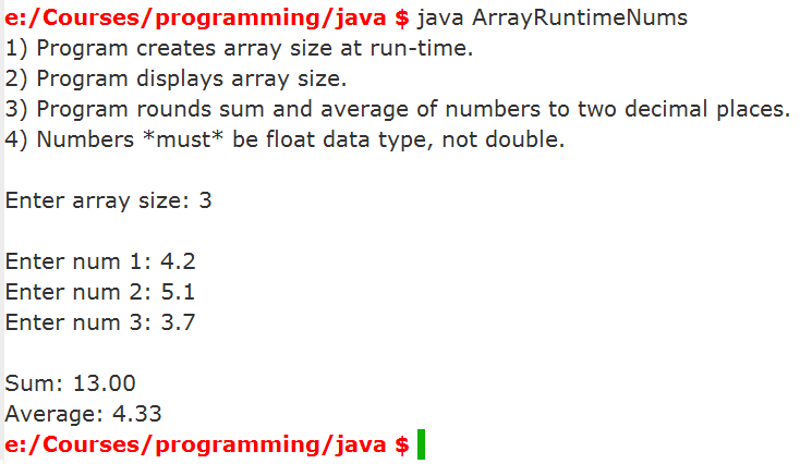 e:/Courses/programming/java $ java ArrayRuntimeNums
1) Program creates array size at run-time.
2) Program displays array size.
3) Program rounds sum and average of numbers to two decimal places.
4) Numbers *must* be float data type, not double.
Enter array size: 3
Enter num 1: 4.2
Enter num 2: 5.1
Enter num 3: 3.7
Sum: 13.00
Average: 4.33
e:/Courses/programming/java $